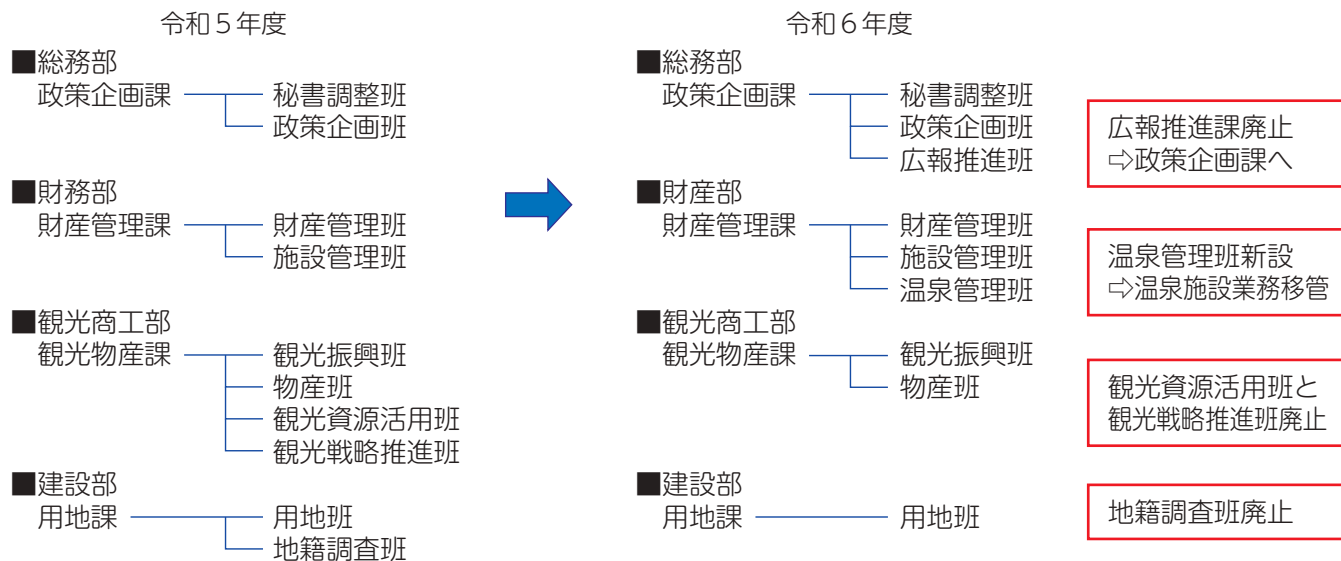 令和５年度
■総務部
政策企画課
秘書調整班
政策企画班
■財務部
財産管理課
財産管理班
施設管理班
■観光商工部
観光物産課
観光振興班
物産班
観光資源活用班
観光戦略推進班
■建設部
用地課
用地班
地籍調査班
令和６年度
■総務部
政策企画課
秘書調整班
政策企画班
広報推進班
■財産部
財産管理課
財産管理班
施設管理班
温泉管理班
■観光商工部
観光物産課
観光振興班
物産班
■建設部
用地課
用地班
広報推進課廃止
⇨政策企画課へ
温泉管理班新設
⇨温泉施設業務移管
観光資源活用班と
観光戦略推進班廃止
地籍調査班廃止